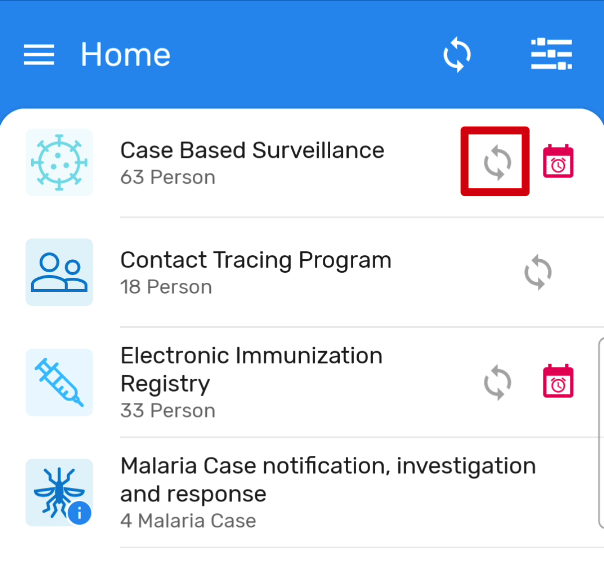 Home
Case Based Surveillance
63 Person
Contact Tracing Program
18 Person
Electronic Immunization
Registry
33 Person
Malaria Case notification, investigation
and response
4 Malaria Case